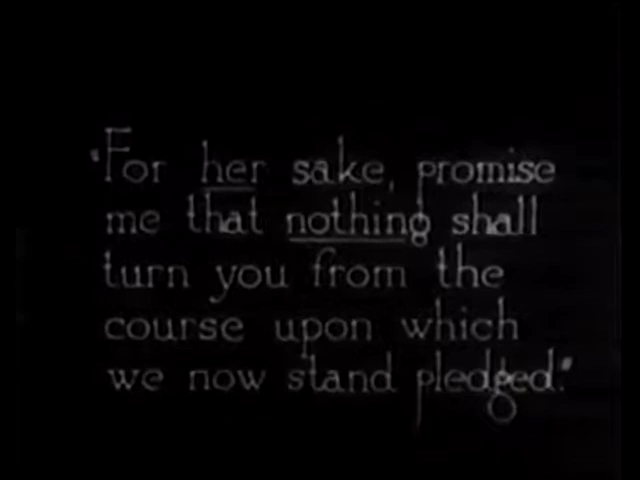 "For her sake, promise
me that nothing shall
turn you from the
course upon which
we now stand pledged."